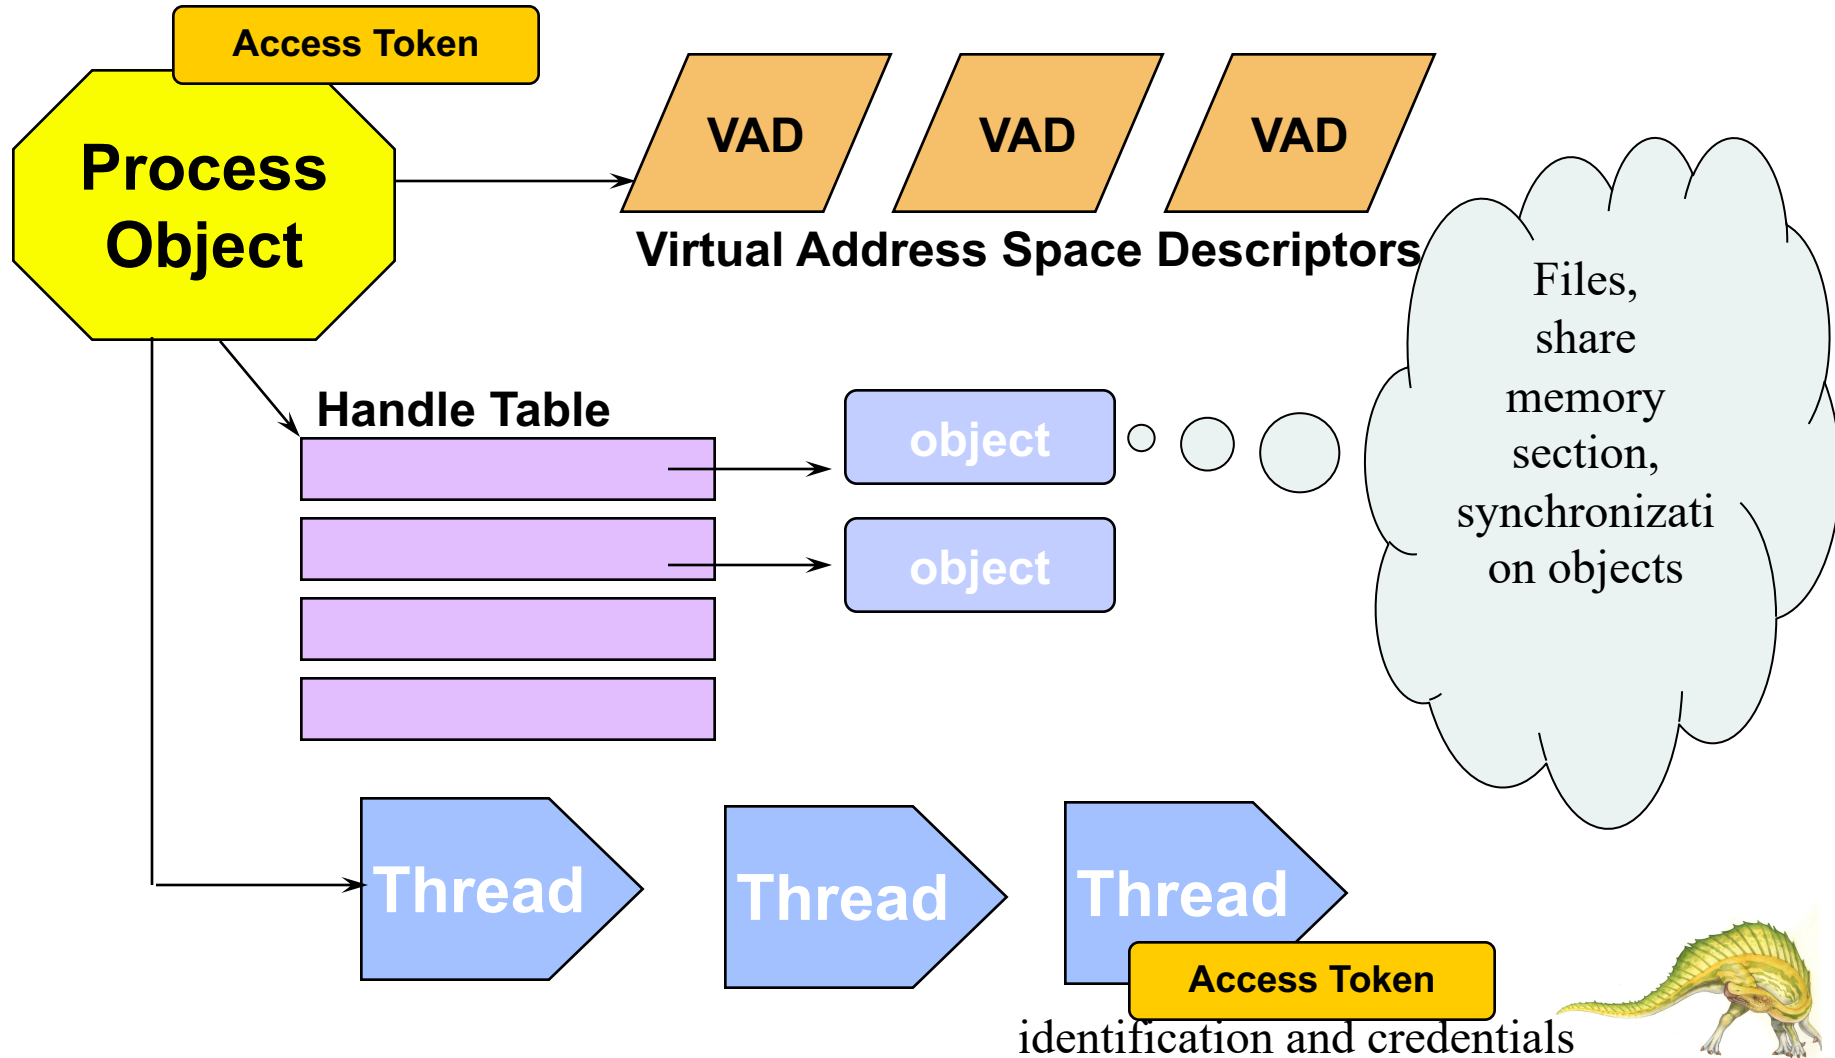 Access Token
Process
Object
VAD
VAD
VAD
Virtual Address Space Descriptors
Files,
share
memory
section,
synchronizati
on objects
Handle Table
object
object
Thread
Thread
Thread
Access Token
identification and credentials